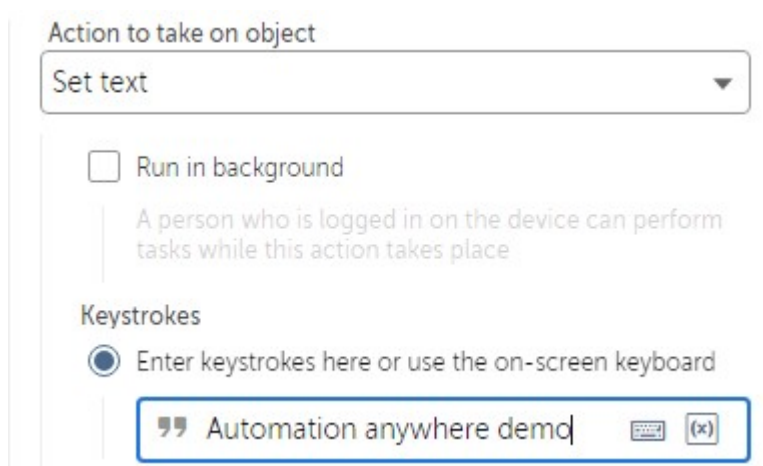 Action to take on object
Set text
Run in background
A person who is logged in on the device can perform
tasks while this action takes place
Keystrokes
Enter keystrokes here or use the on-screen keyboard
Automation anywhere demo (x)